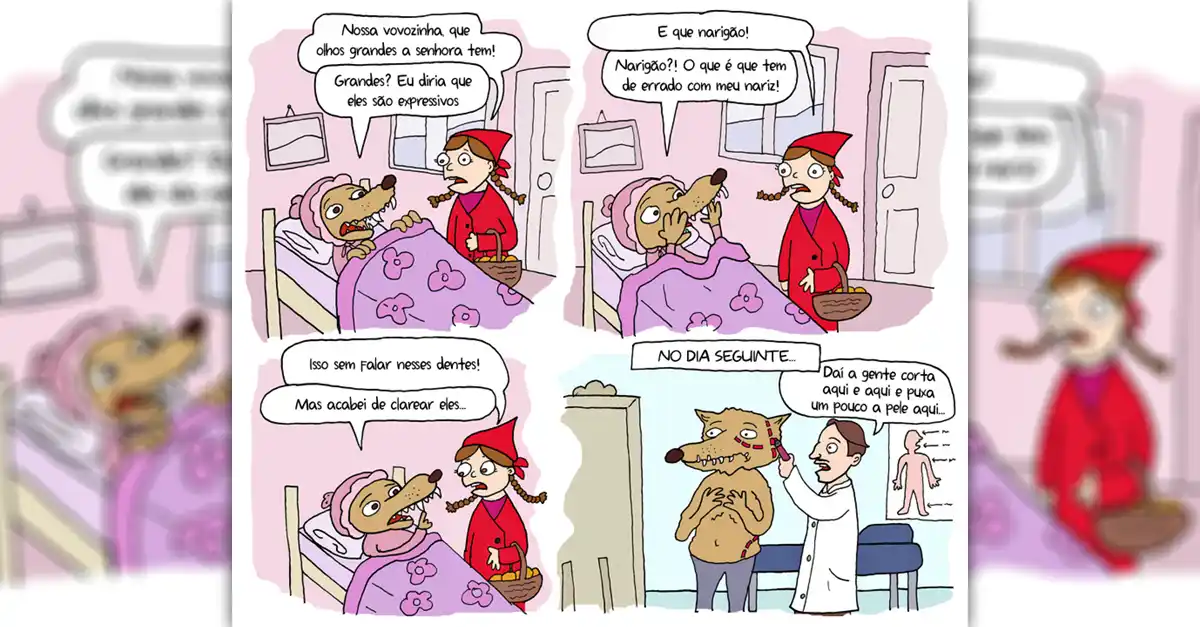 Nossa vovozinha, que
olhos grandes a senhora tem!
Grandes? Eu diria que
eles são expressivos
E que narigão!
Narigão?! O que é que tem
de errado com meu nariz!
Isso sem falar nesses dentes!
Mas acabei de clarear eles...
NO DIA SEGUINTE...
Daí a gente corta
aqui e aqui e puxa
um pouco a pele aqui...